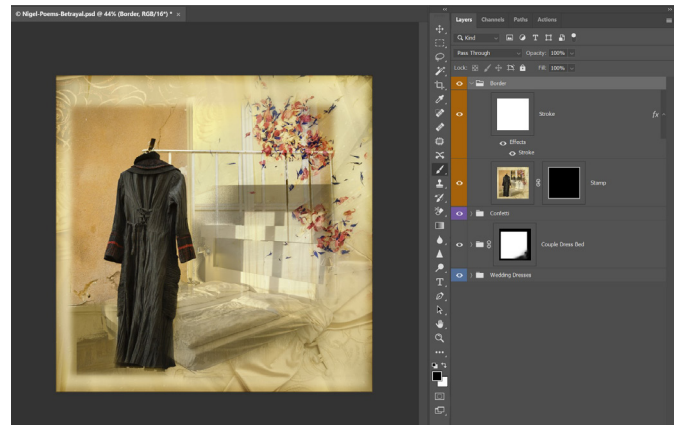 © Nigel-Poems-Betrayal.psd @ 44% (Border, RGB/16*) * ×
Layers Channels Paths Actions
Kind
Pass Through Opacity: 100%
Lock: Fill: 100%
Border
Stroke fx
Effects
Stroke
Stamp
Confetti
Couple Dress Bed
Wedding Dresses